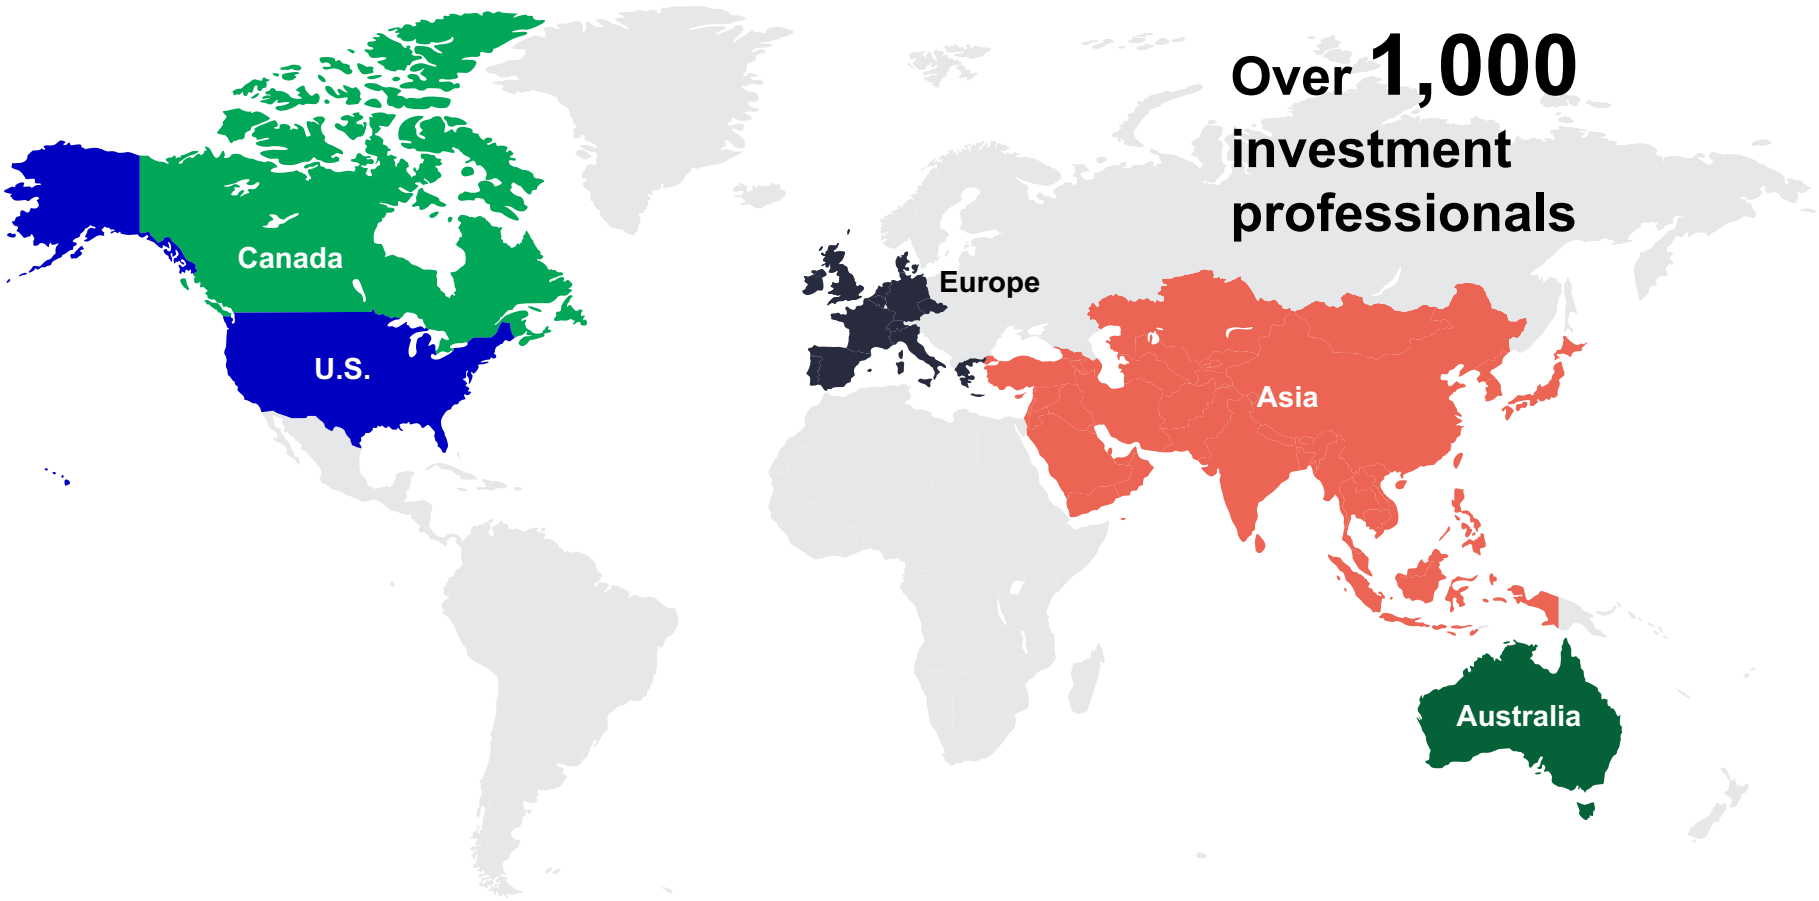 Over 1,000
investment
professionals
Canada
Europe
U.S.
Asia
Australia